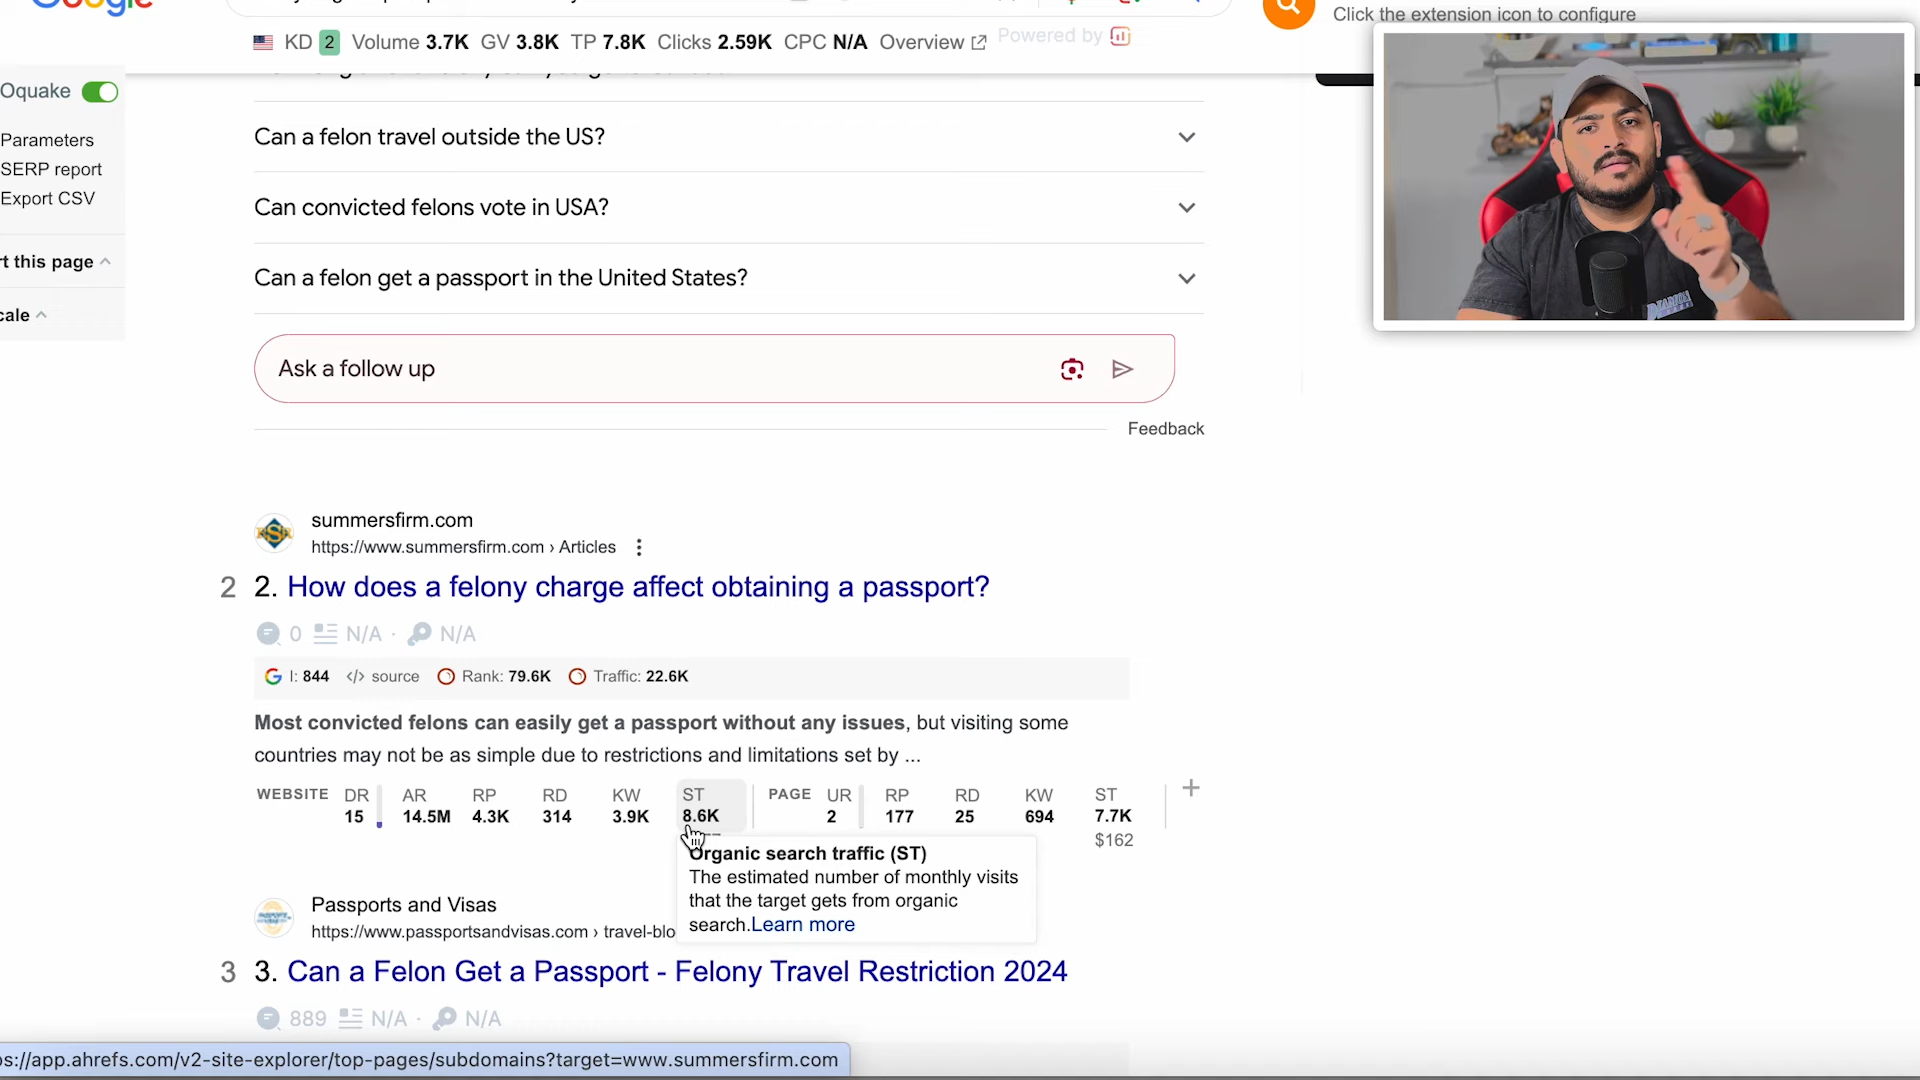 Google
Click the extension icon to configure
KD 2 Volume 3.7K GV 3.8K TP 7.8K Clicks 2.59K CPC N/A Overview Powered by
Oquake
Parameters
SERP report
Export CSV
rt this page
cale
Can a felon travel outside the US?
Can convicted felons vote in USA?
Can a felon get a passport in the United States?
Ask a follow up
Feedback
summersfirm.com
https://www.summersfirm.com › Articles
2 2. How does a felony charge affect obtaining a passport?
0 N/A · N/A
I: 844 </> source Rank: 79.6K Traffic: 22.6K
Most convicted felons can easily get a passport without any issues, but visiting some
countries may not be as simple due to restrictions and limitations set by ...
WEBSITE DR AR RP RD KW ST PAGE UR RP RD KW ST
15 14.5M 4.3K 314 3.9K 8.6K 2 177 25 694 7.7K
$162
Organic search traffic (ST)
The estimated number of monthly visits
that the target gets from organic
search.Learn more
Passports and Visas
https://www.passportsandvisas.com › travel-blo
3 3. Can a Felon Get a Passport - Felony Travel Restriction 2024
889 N/A · N/A
ps://app.ahrefs.com/v2-site-explorer/top-pages/subdomains?target=www.summersfirm.com